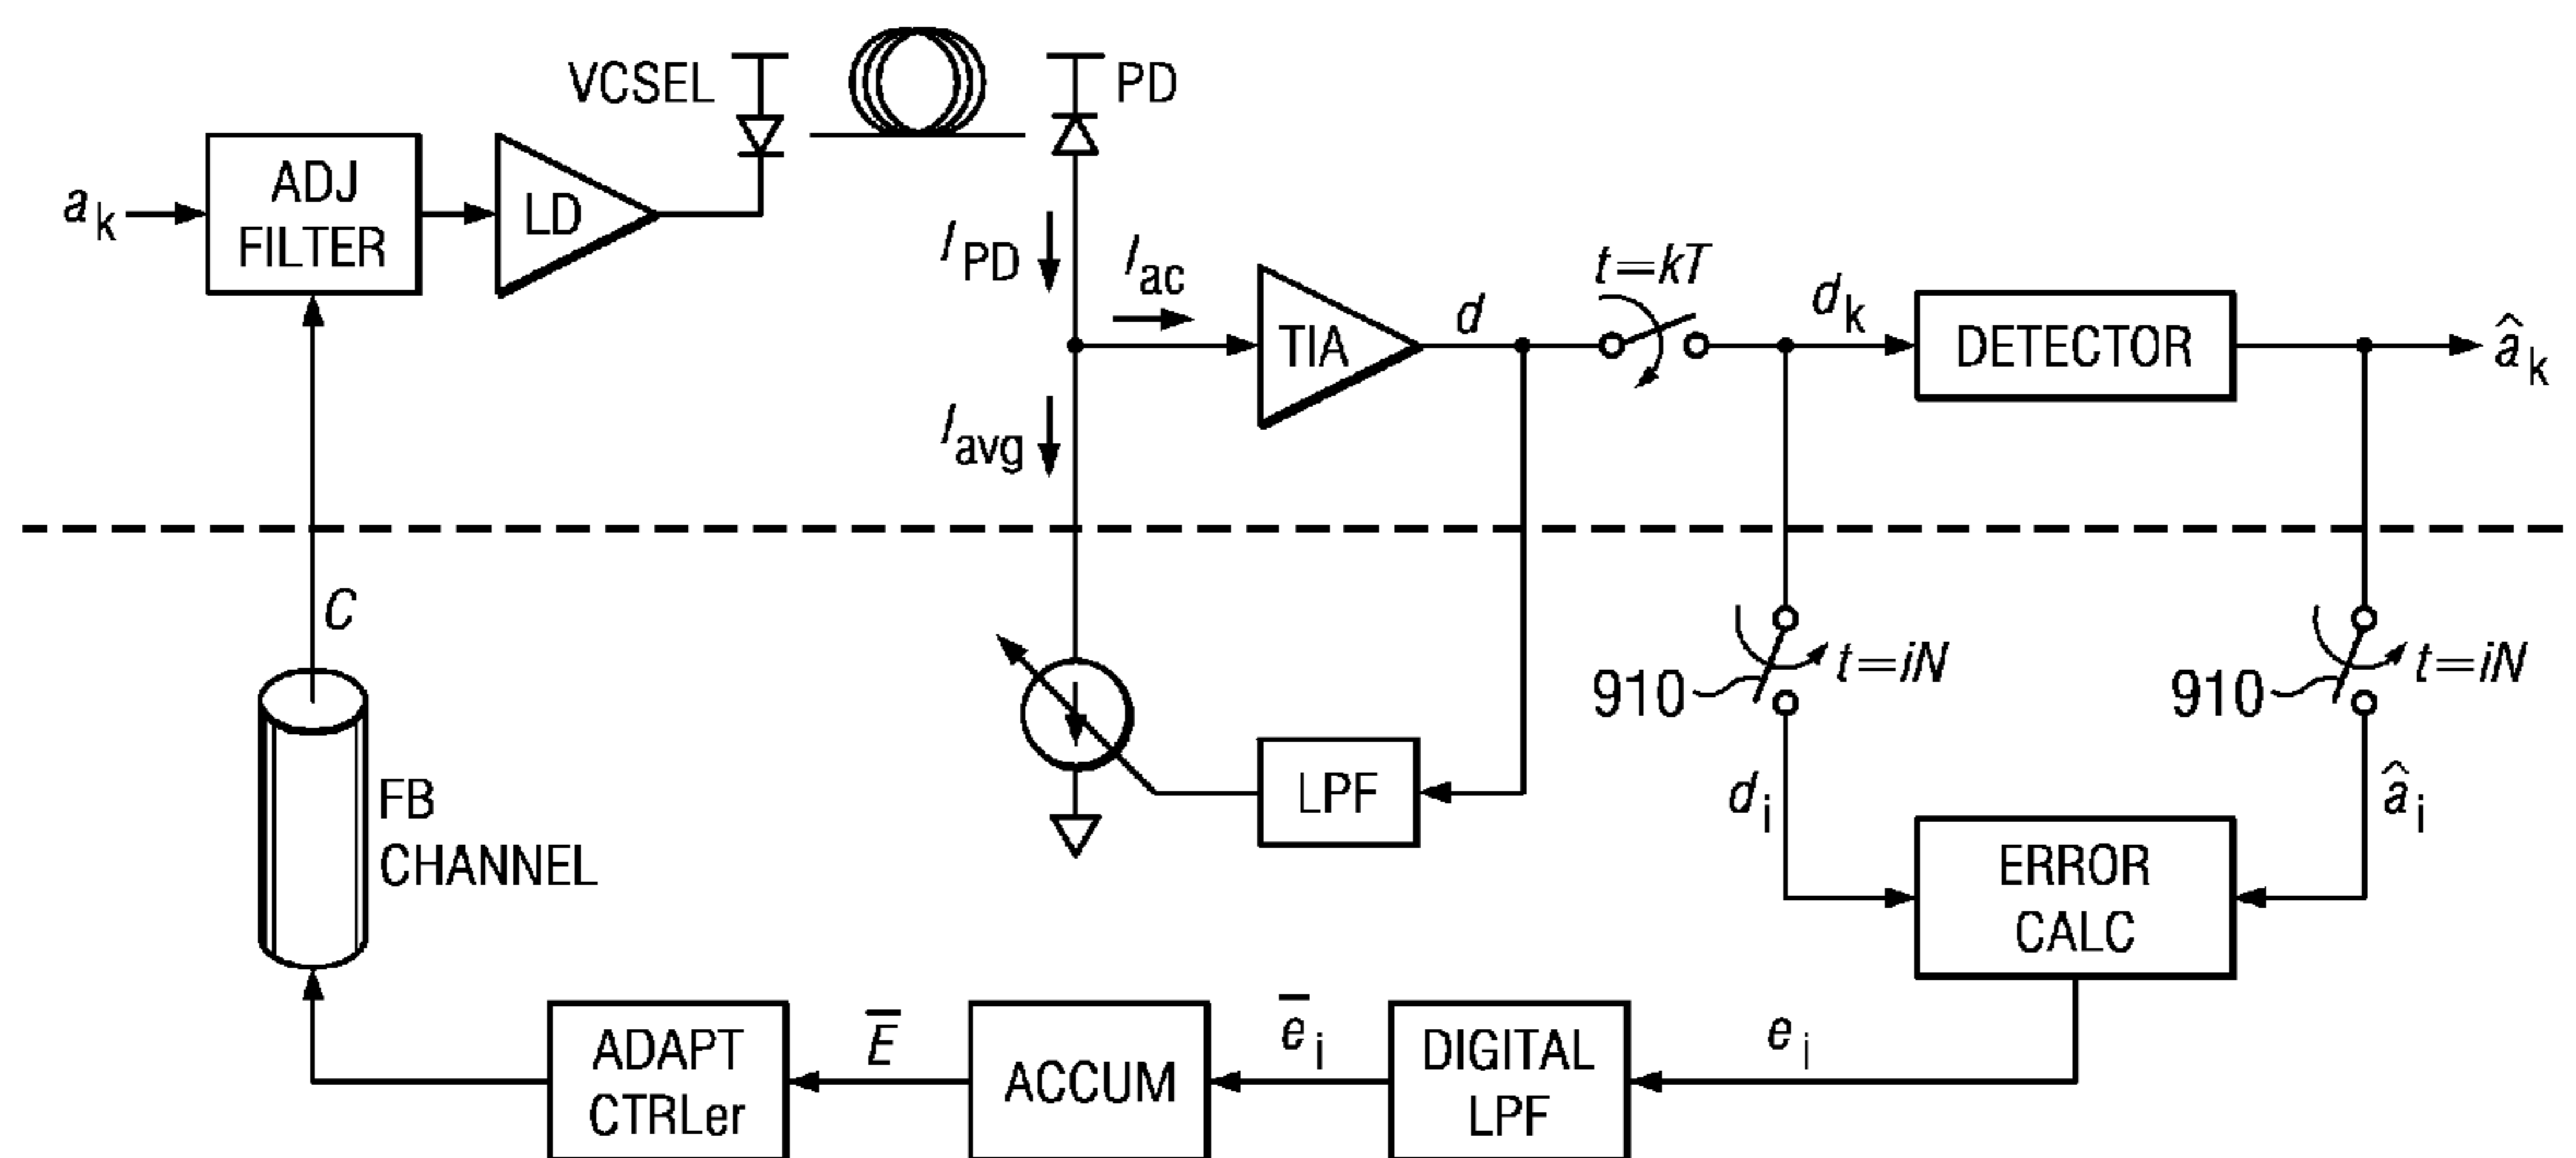 VCSEL
PD
ADJ
FILTER
LD
a k
I PD
I ac
TIA
d
t=kT
d k
DETECTOR
â k
I avg
C
910
t=iN
910
t=iN
FB
CHANNEL
LPF
d i
â i
ERROR
CALC
ADAPT
CTRLer
E̅
ACCUM
e̅ i
DIGITAL
LPF
e i